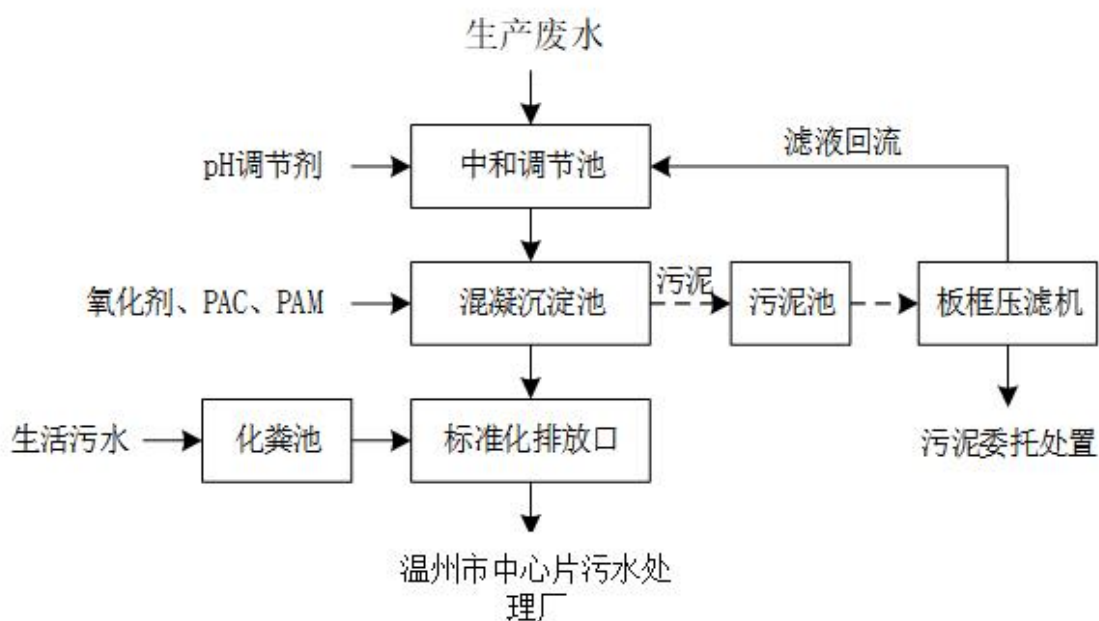 生产废水
滤液回流
pH调节剂
中和调节池
氧化剂、PAC、PAM
混凝沉淀池
污泥
污泥池
板框压滤机
生活污水
化粪池
标准化排放口
污泥委托处置
温州市中心片污水处
理厂